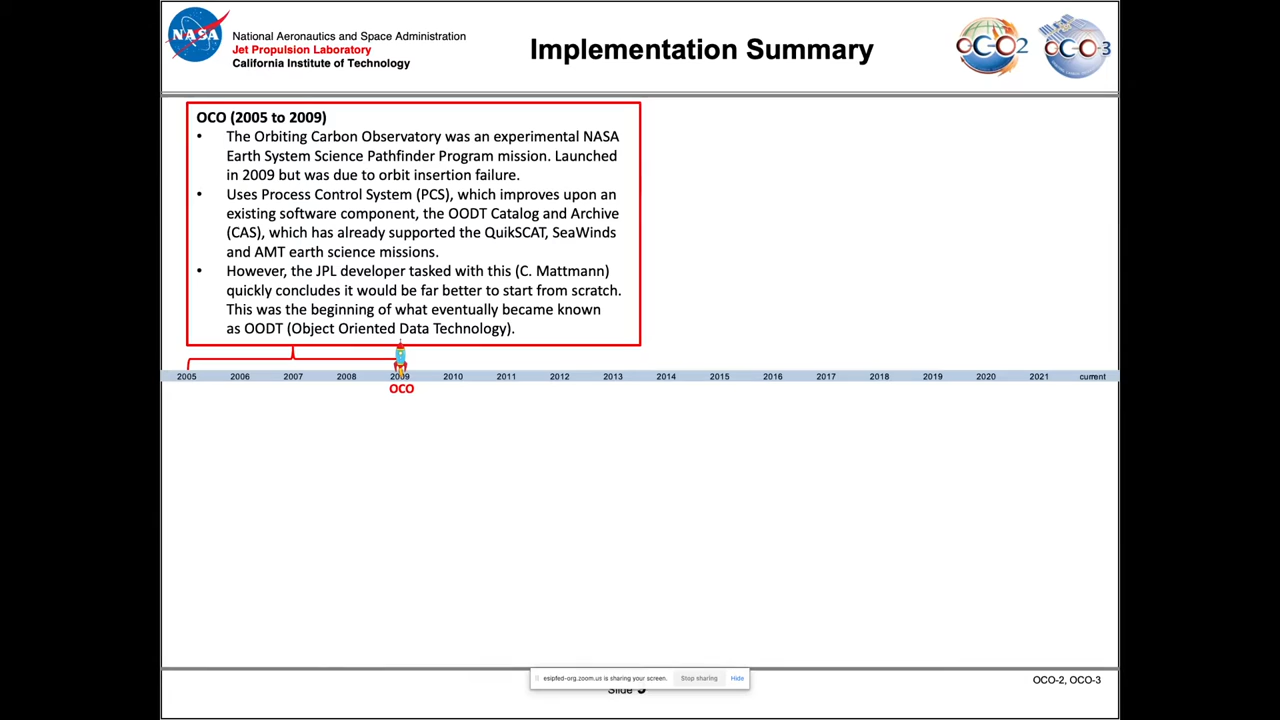 NASA
National Aeronautics and Space Administration
Jet Propulsion Laboratory
California Institute of Technology
Implementation Summary
OCO-2
OCO-3
OCO (2005 to 2009)
• The Orbiting Carbon Observatory was an experimental NASA
Earth System Science Pathfinder Program mission. Launched
in 2009 but was due to orbit insertion failure.
• Uses Process Control System (PCS), which improves upon an
existing software component, the OODT Catalog and Archive
(CAS), which has already supported the QuikSCAT, SeaWinds
and AMT earth science missions.
• However, the JPL developer tasked with this (C. Mattmann)
quickly concludes it would be far better to start from scratch.
This was the beginning of what eventually became known
as OODT (Object Oriented Data Technology).
2005 2006 2007 2008 2009 2010 2011 2012 2013 2014 2015 2016 2017 2018 2019 2020 2021 current
OCO
esipfed-org.zoom.us is sharing your screen. Stop sharing Hide
OCO-2, OCO-3
Slide